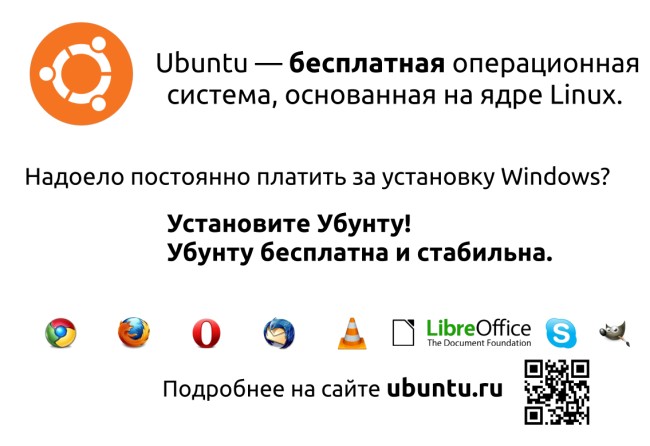 Ubuntu — бесплатная операционная
система, основанная на ядре Linux.
Надоело постоянно платить за установку Windows?
Установите Убунту!
Убунту бесплатна и стабильна.
LibreOffice
The Document Foundation
Подробнее на сайте ubuntu.ru